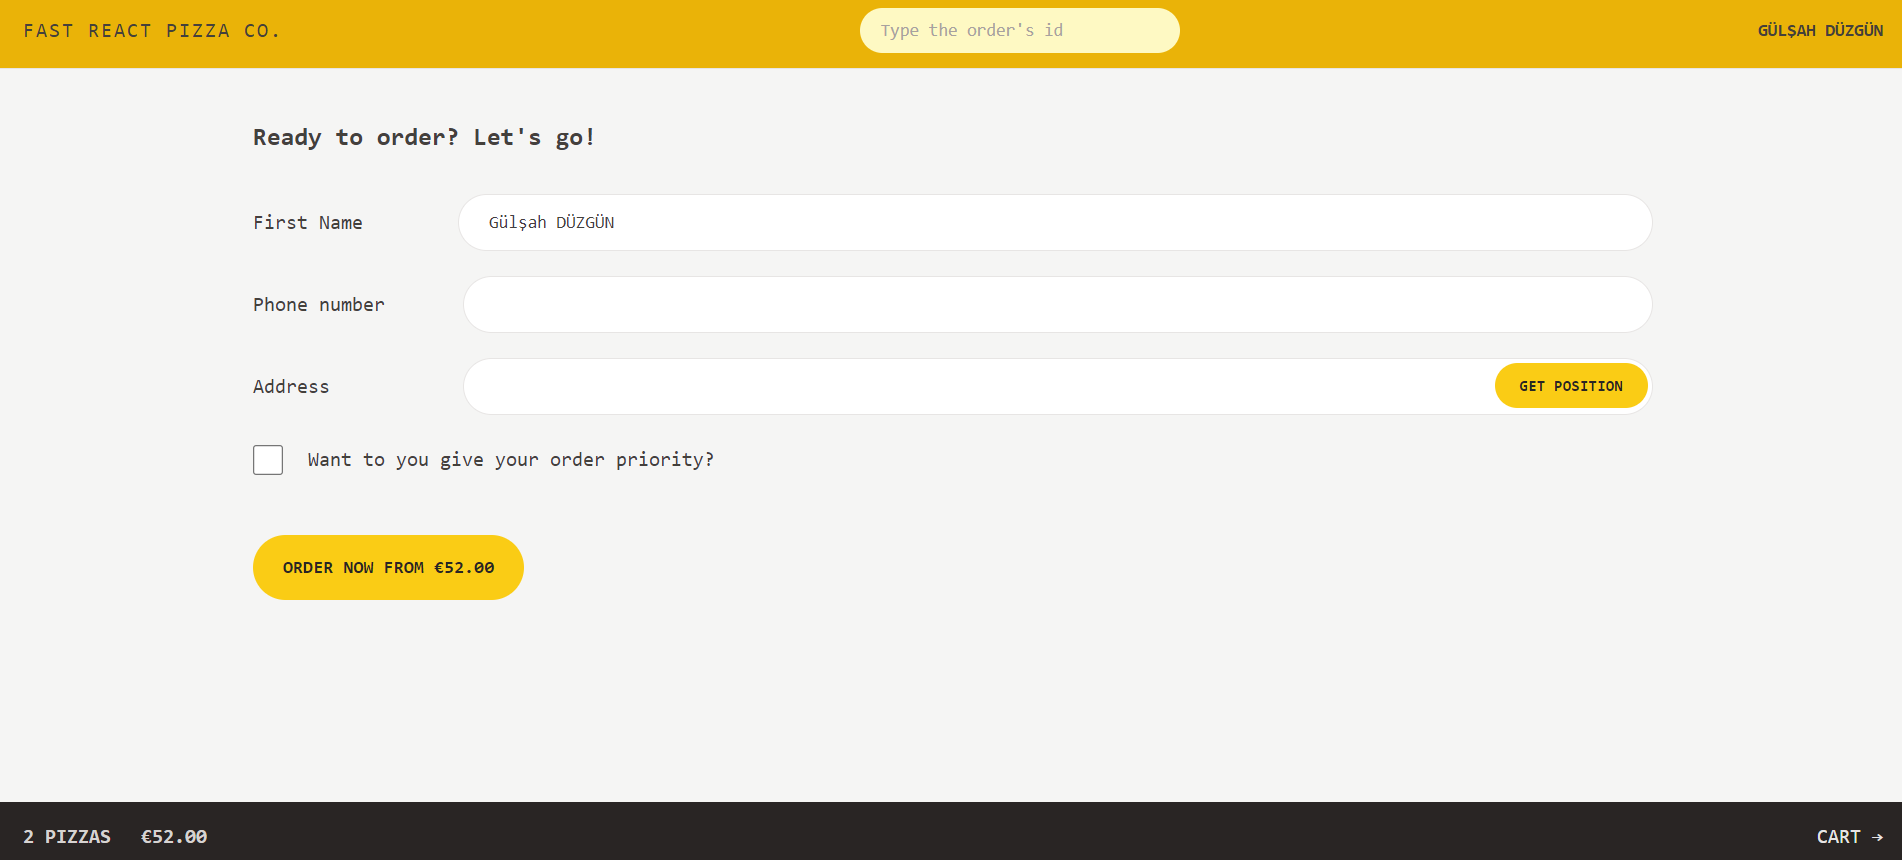 FAST REACT PIZZA CO.
Type the order's id
GÜLŞAH DÜZGÜN
Ready to order? Let's go!
First Name
Gülşah DÜZGÜN
Phone number
Address
GET POSITION
Want to you give your order priority?
ORDER NOW FROM €52.00
2 PIZZAS €52.00
CART →